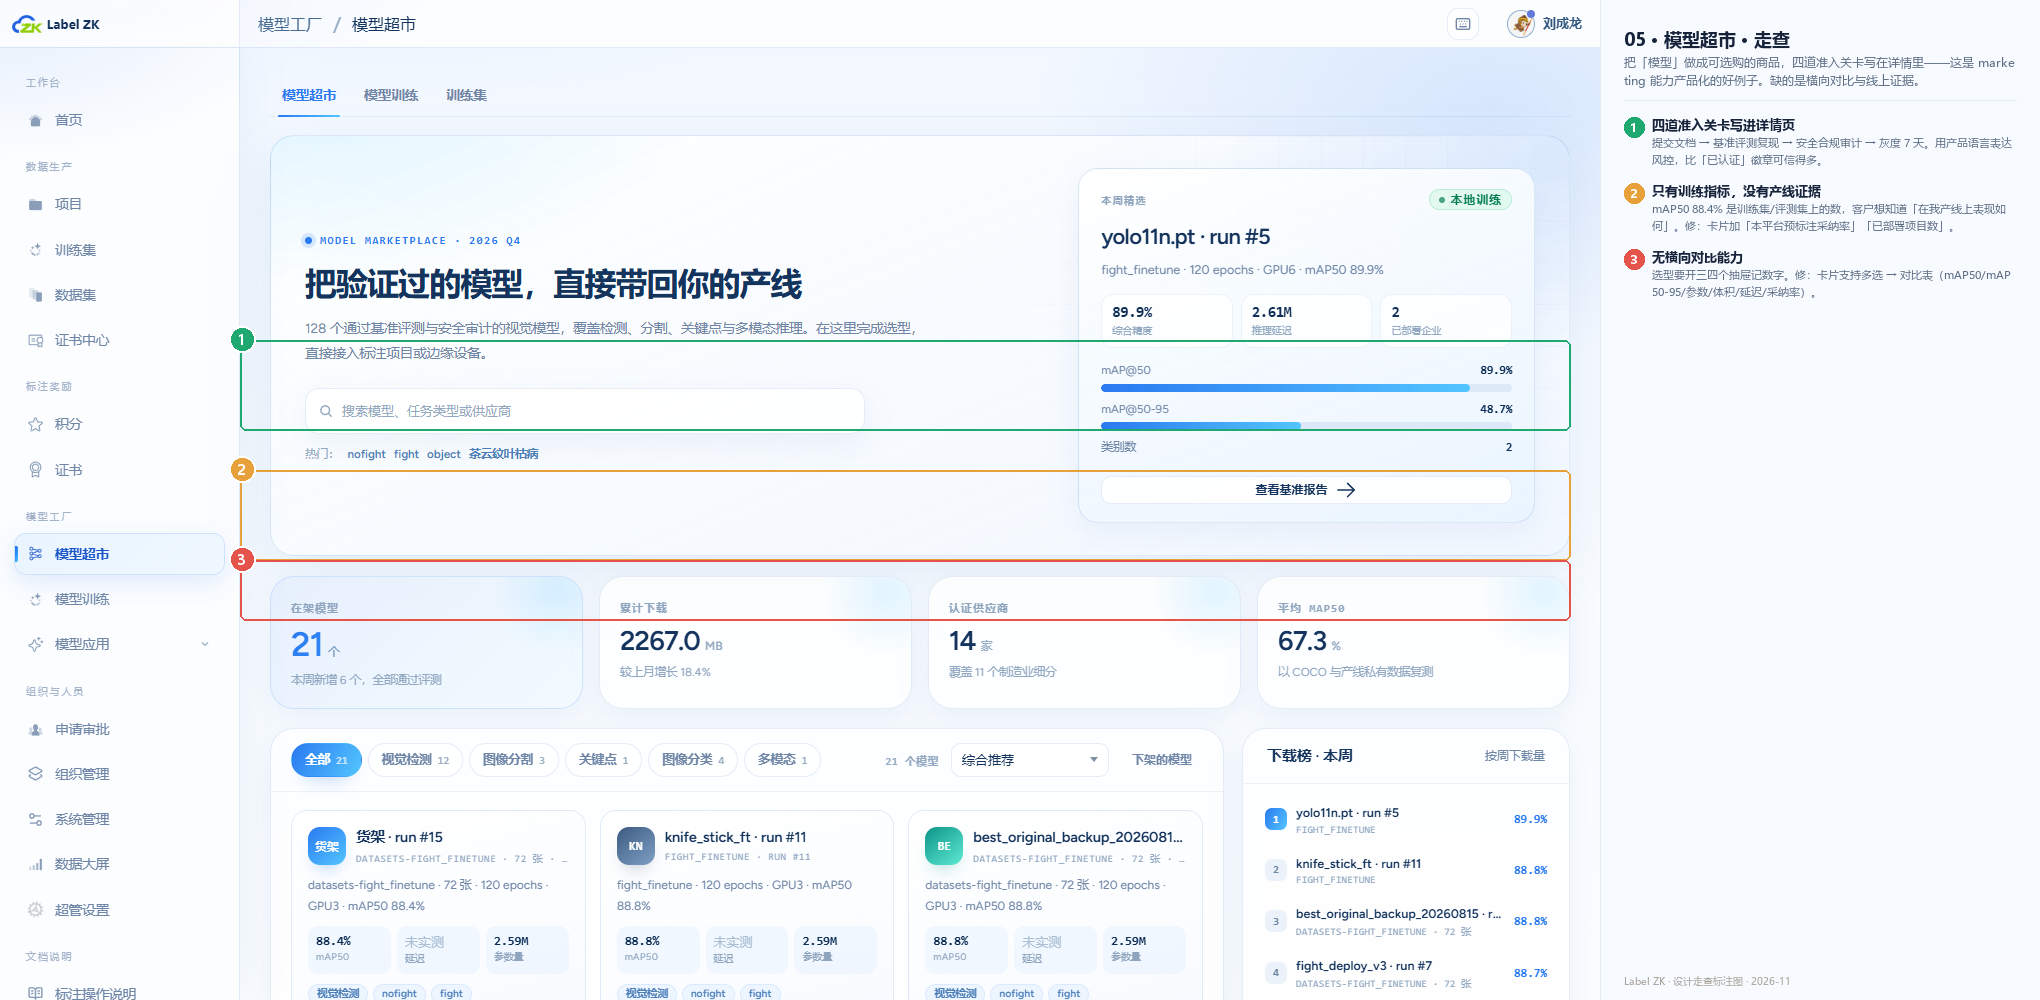 Label ZK
工作台
首页
数据生产
项目
训练集
数据集
证书中心
标注奖励
积分
证书
模型工厂
模型超市
模型训练
模型应用
组织与人员
申请审批
组织管理
系统管理
数据大屏
超管设置
文档说明
标注操作说明
模型工厂 / 模型超市
刘成龙
模型超市 模型训练 训练集
MODEL MARKETPLACE · 2026 Q4
把验证过的模型，直接带回你的产线
128 个通过基准评测与安全审计的视觉模型，覆盖检测、分割、关键点与多模态推理。在这里完成选型，
直接接入标注项目或边缘设备。
搜索模型、任务类型或供应商
热门： nofight fight object 茶云纹叶枯病
本周精选
本地训练
yolo11n.pt · run #5
fight_finetune · 120 epochs · GPU6 · mAP50 89.9%
89.9% 2.61M 2
综合精度 推理延迟 已部署企业
mAP@50 89.9%
mAP@50-95 48.7%
类别数 2
查看基准报告
1
2
3
在架模型
21 个
本周新增 6 个，全部通过评测
累计下载
2267.0 MB
较上月增长 18.4%
认证供应商
14 家
覆盖 11 个制造业细分
平均 MAP50
67.3 %
以 COCO 与产线私有数据复测
全部 21 视觉检测 12 图像分割 3 关键点 1 图像分类 4 多模态 1
21 个模型 综合推荐 下架的模型
货架
货架 · run #15
DATASETS-FIGHT_FINETUNE · 72 张 · …
datasets-fight_finetune · 72 张 · 120 epochs ·
GPU3 · mAP50 88.4%
88.4% 未实测 2.59M
mAP50 延迟 参数量
视觉检测 nofight fight
KN
knife_stick_ft · run #11
FIGHT_FINETUNE · RUN #11
fight_finetune · 120 epochs · GPU3 · mAP50
88.8%
88.8% 未实测 2.59M
mAP50 延迟 参数量
视觉检测 nofight fight
BE
best_original_backup_2026081…
DATASETS-FIGHT_FINETUNE · 72 张 · …
datasets-fight_finetune · 72 张 · 120 epochs ·
GPU3 · mAP50 88.8%
88.8% 未实测 2.59M
mAP50 延迟 参数量
视觉检测 nofight fight
下载榜 · 本周 按周下载量
1 yolo11n.pt · run #5 89.9%
FIGHT_FINETUNE
2 knife_stick_ft · run #11 88.8%
FIGHT_FINETUNE
3 best_original_backup_20260815 · r… 88.8%
DATASETS-FIGHT_FINETUNE · 72 张
4 fight_deploy_v3 · run #7 88.7%
DATASETS-FIGHT_FINETUNE · 72 张
05 • 模型超市 • 走查
把「模型」做成可选购的商品，四道准入关卡写在详情里——这是 marke
ting 能力产品化的好例子。缺的是横向对比与线上证据。
1 四道准入关卡写进详情页
提交文档 → 基准评测复现 → 安全合规审计 → 灰度 7 天。用产品语言表达
风控，比「已认证」徽章可信得多。
2 只有训练指标，没有产线证据
mAP50 88.4% 是训练集/评测集上的数，客户想知道「在我产线上表现如
何」。修：卡片加「本平台预标注采纳率」「已部署项目数」。
3 无横向对比能力
选型要开三四个抽屉记数字。修：卡片支持多选 → 对比表（mAP50/mAP
50-95/参数/体积/延迟/采纳率）。
Label ZK · 设计走查标注图 · 2026-11